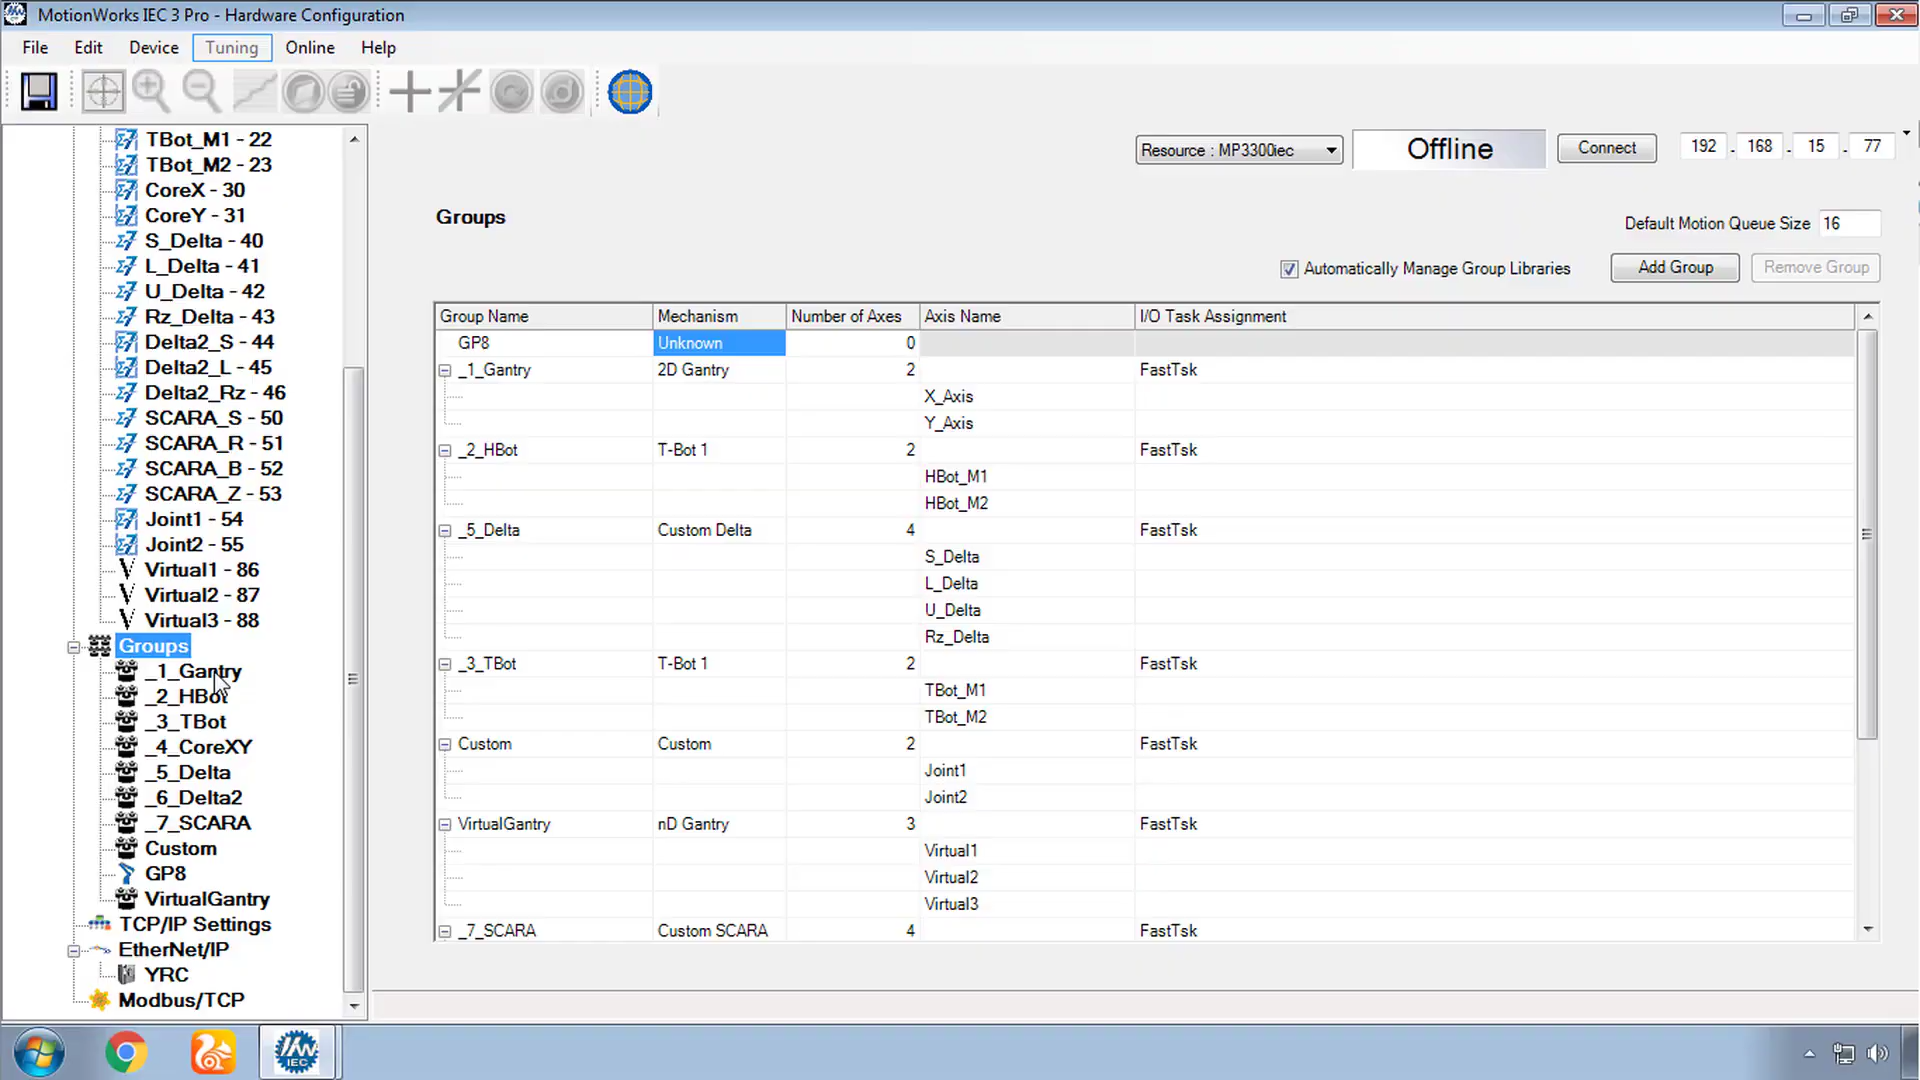 MotionWorks IEC 3 Pro - Hardware Configuration
File Edit Device Tuning Online Help
TBot_M1 - 22
TBot_M2 - 23
CoreX - 30
CoreY - 31
S_Delta - 40
L_Delta - 41
U_Delta - 42
Rz_Delta - 43
Delta2_S - 44
Delta2_L - 45
Delta2_Rz - 46
SCARA_S - 50
SCARA_R - 51
SCARA_B - 52
SCARA_Z - 53
Joint1 - 54
Joint2 - 55
Virtual1 - 86
Virtual2 - 87
Virtual3 - 88
Groups
_1_Gantry
_2_HBot
_3_TBot
_4_CoreXY
_5_Delta
_6_Delta2
_7_SCARA
Custom
GP8
VirtualGantry
TCP/IP Settings
EtherNet/IP
YRC
Modbus/TCP
Resource : MP3300iec Offline Connect 192 . 168 . 15 . 77
Groups
Default Motion Queue Size 16
Automatically Manage Group Libraries Add Group Remove Group
Group Name Mechanism Number of Axes Axis Name I/O Task Assignment
GP8 Unknown 0
_1_Gantry 2D Gantry 2 FastTsk
X_Axis
Y_Axis
_2_HBot T-Bot 1 2 FastTsk
HBot_M1
HBot_M2
_5_Delta Custom Delta 4 FastTsk
S_Delta
L_Delta
U_Delta
Rz_Delta
_3_TBot T-Bot 1 2 FastTsk
TBot_M1
TBot_M2
Custom Custom 2 FastTsk
Joint1
Joint2
VirtualGantry nD Gantry 3 FastTsk
Virtual1
Virtual2
Virtual3
_7_SCARA Custom SCARA 4 FastTsk
IEC